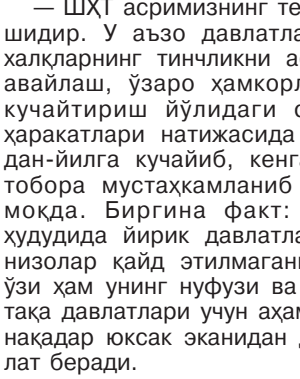 — ШҲТ асримизнинг те
шидир. У аъзо давлатла
халқларнинг тинчликни а
авайлаш, ўзаро ҳамкорл
кучайтириш йўлидаги с
ҳаракатлари натижасида
дан-йилга кучайиб, кенга
тобора мустаҳкамланиб
моқда. Биргина факт:
ҳудудида йирик давлатла
низолар қайд этилмагани
ўзи ҳам унинг нуфузи ва
тақа давлатлари учун аҳам
нақадар юксак эканидан д
лат беради.